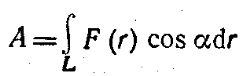 A = ∫_L F (r) cos αdr